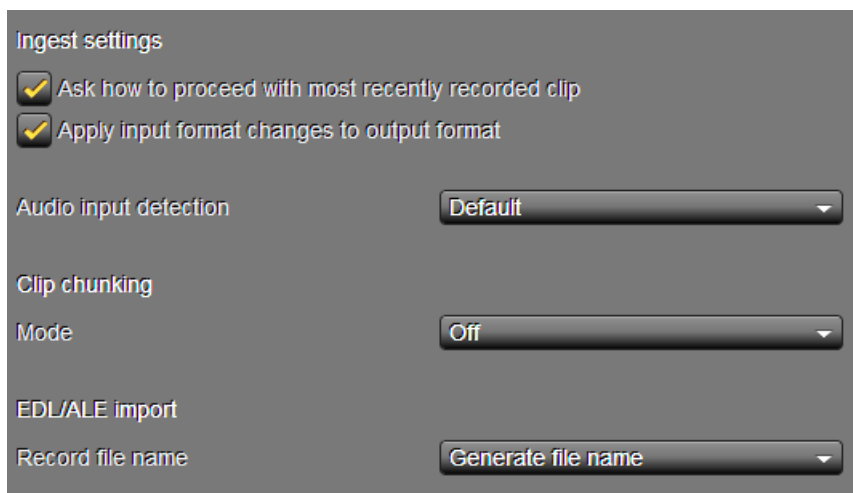 Ingest settings
Ask how to proceed with most recently recorded clip
Apply input format changes to output format
Audio input detection Default
Clip chunking
Mode Off
EDL/ALE import
Record file name Generate file name